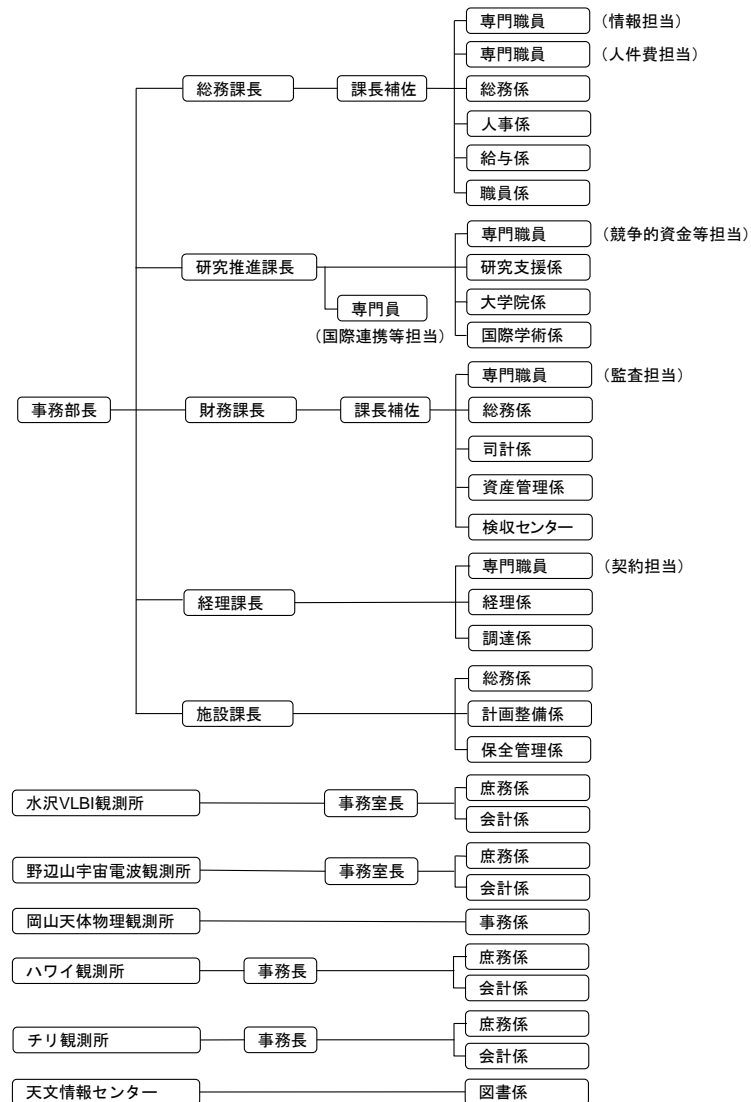 専門職員 （情報担当）
専門職員 （人件費担当）
総務課長 課長補佐 総務係
人事係
給与係
職員係
専門職員 （競争的資金等担当）
研究推進課長 研究支援係
専門員 大学院係
（国際連携等担当） 国際学術係
専門職員 （監査担当）
事務部長 財務課長 課長補佐 総務係
司計係
資産管理係
検収センター
専門職員 （契約担当）
経理課長 経理係
調達係
総務係
施設課長 計画整備係
保全管理係
庶務係
水沢VLBI観測所 事務室長
会計係
庶務係
野辺山宇宙電波観測所 事務室長
会計係
岡山天体物理観測所 事務係
庶務係
ハワイ観測所 事務長
会計係
庶務係
チリ観測所 事務長
会計係
天文情報センター 図書係